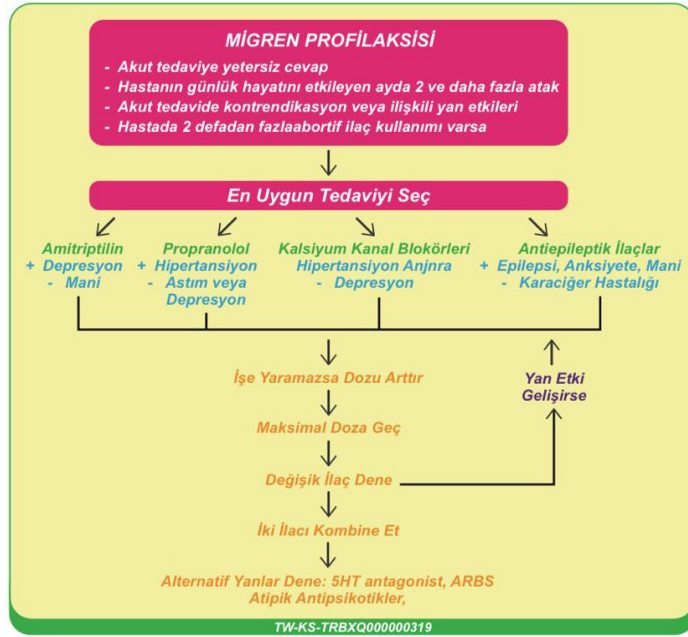 MİGREN PROFİLAKSİSİ
- Akut tedaviye yetersiz cevap
- Hastanın günlük hayatını etkileyen ayda 2 ve daha fazla atak
- Akut tedavide kontrendikasyon veya ilişkili yan etkileri
- Hastada 2 defadan fazlaabortif ilaç kullanımı varsa
En Uygun Tedaviyi Seç
Amitriptilin
+ Depresyon
- Mani
Propranolol
+ Hipertansiyon
- Astım veya
Depresyon
Kalsiyum Kanal Blokörleri
Hipertansiyon Anjnra
- Depresyon
Antiepileptik İlaçlar
+ Epilepsi, Anksiyete, Mani
- Karaciğer Hastalığı
İşe Yaramazsa Dozu Arttır
Yan Etki
Gelişirse
Maksimal Doza Geç
Değişik İlaç Dene
İki İlacı Kombine Et
Alternatif Yanlar Dene: 5HT antagonist, ARBS
Atipik Antipsikotikler,
TW-KS-TRBXQ000000319